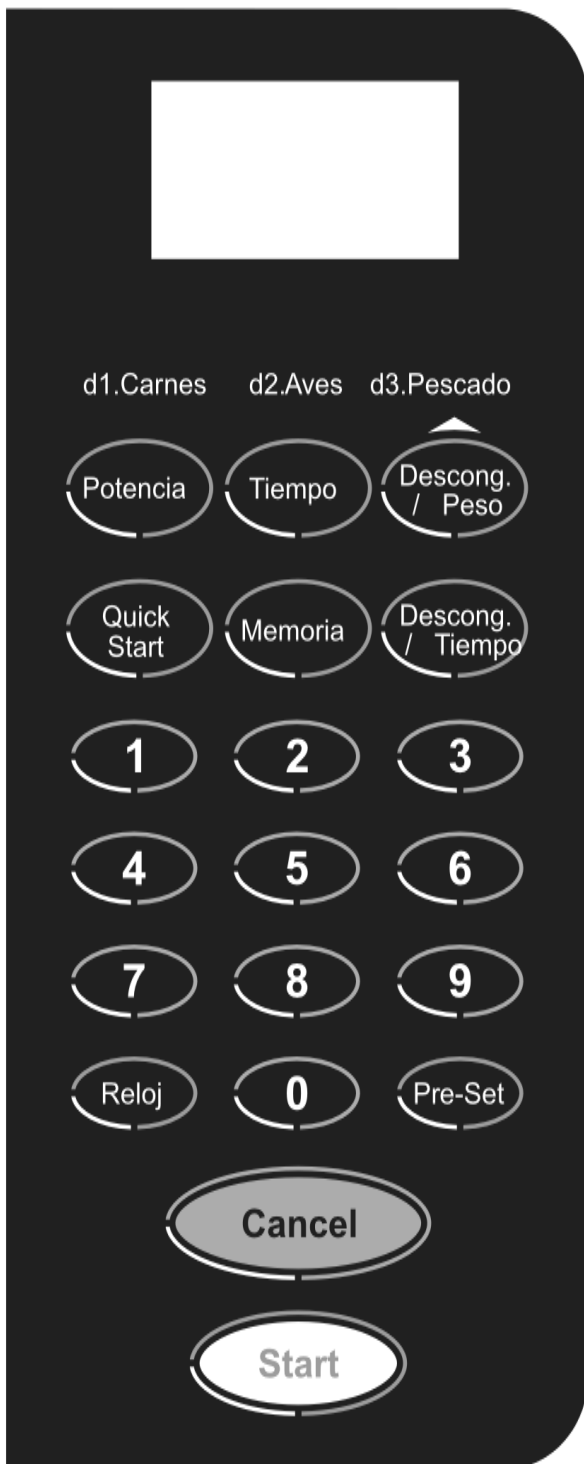 d1.Carnes d2.Aves d3.Pescado
Potencia Tiempo Descong.
/ Peso
Quick
Start Memoria Descong.
/ Tiempo
1 2 3
4 5 6
7 8 9
Reloj 0 Pre-Set
Cancel
Start